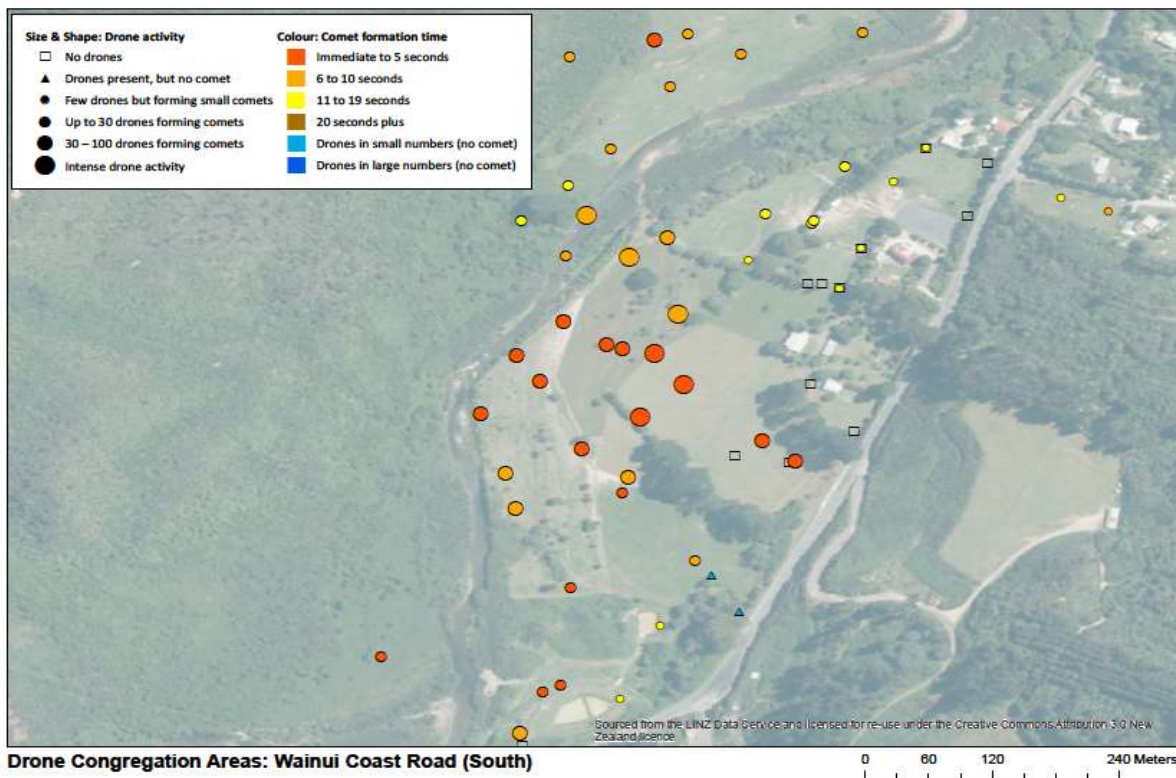 Size & Shape: Drone activity
No drones
Drones present, but no comet
Few drones but forming small comets
Up to 30 drones forming comets
30 – 100 drones forming comets
Intense drone activity
Colour: Comet formation time
Immediate to 5 seconds
6 to 10 seconds
11 to 19 seconds
20 seconds plus
Drones in small numbers (no comet)
Drones in large numbers (no comet)
Sourced from the LINZ Data Service and licensed for re-use under the Creative Commons Attribution 3.0 New
Zealand licence
Drone Congregation Areas: Wainui Coast Road (South)
0 60 120 240 Meters